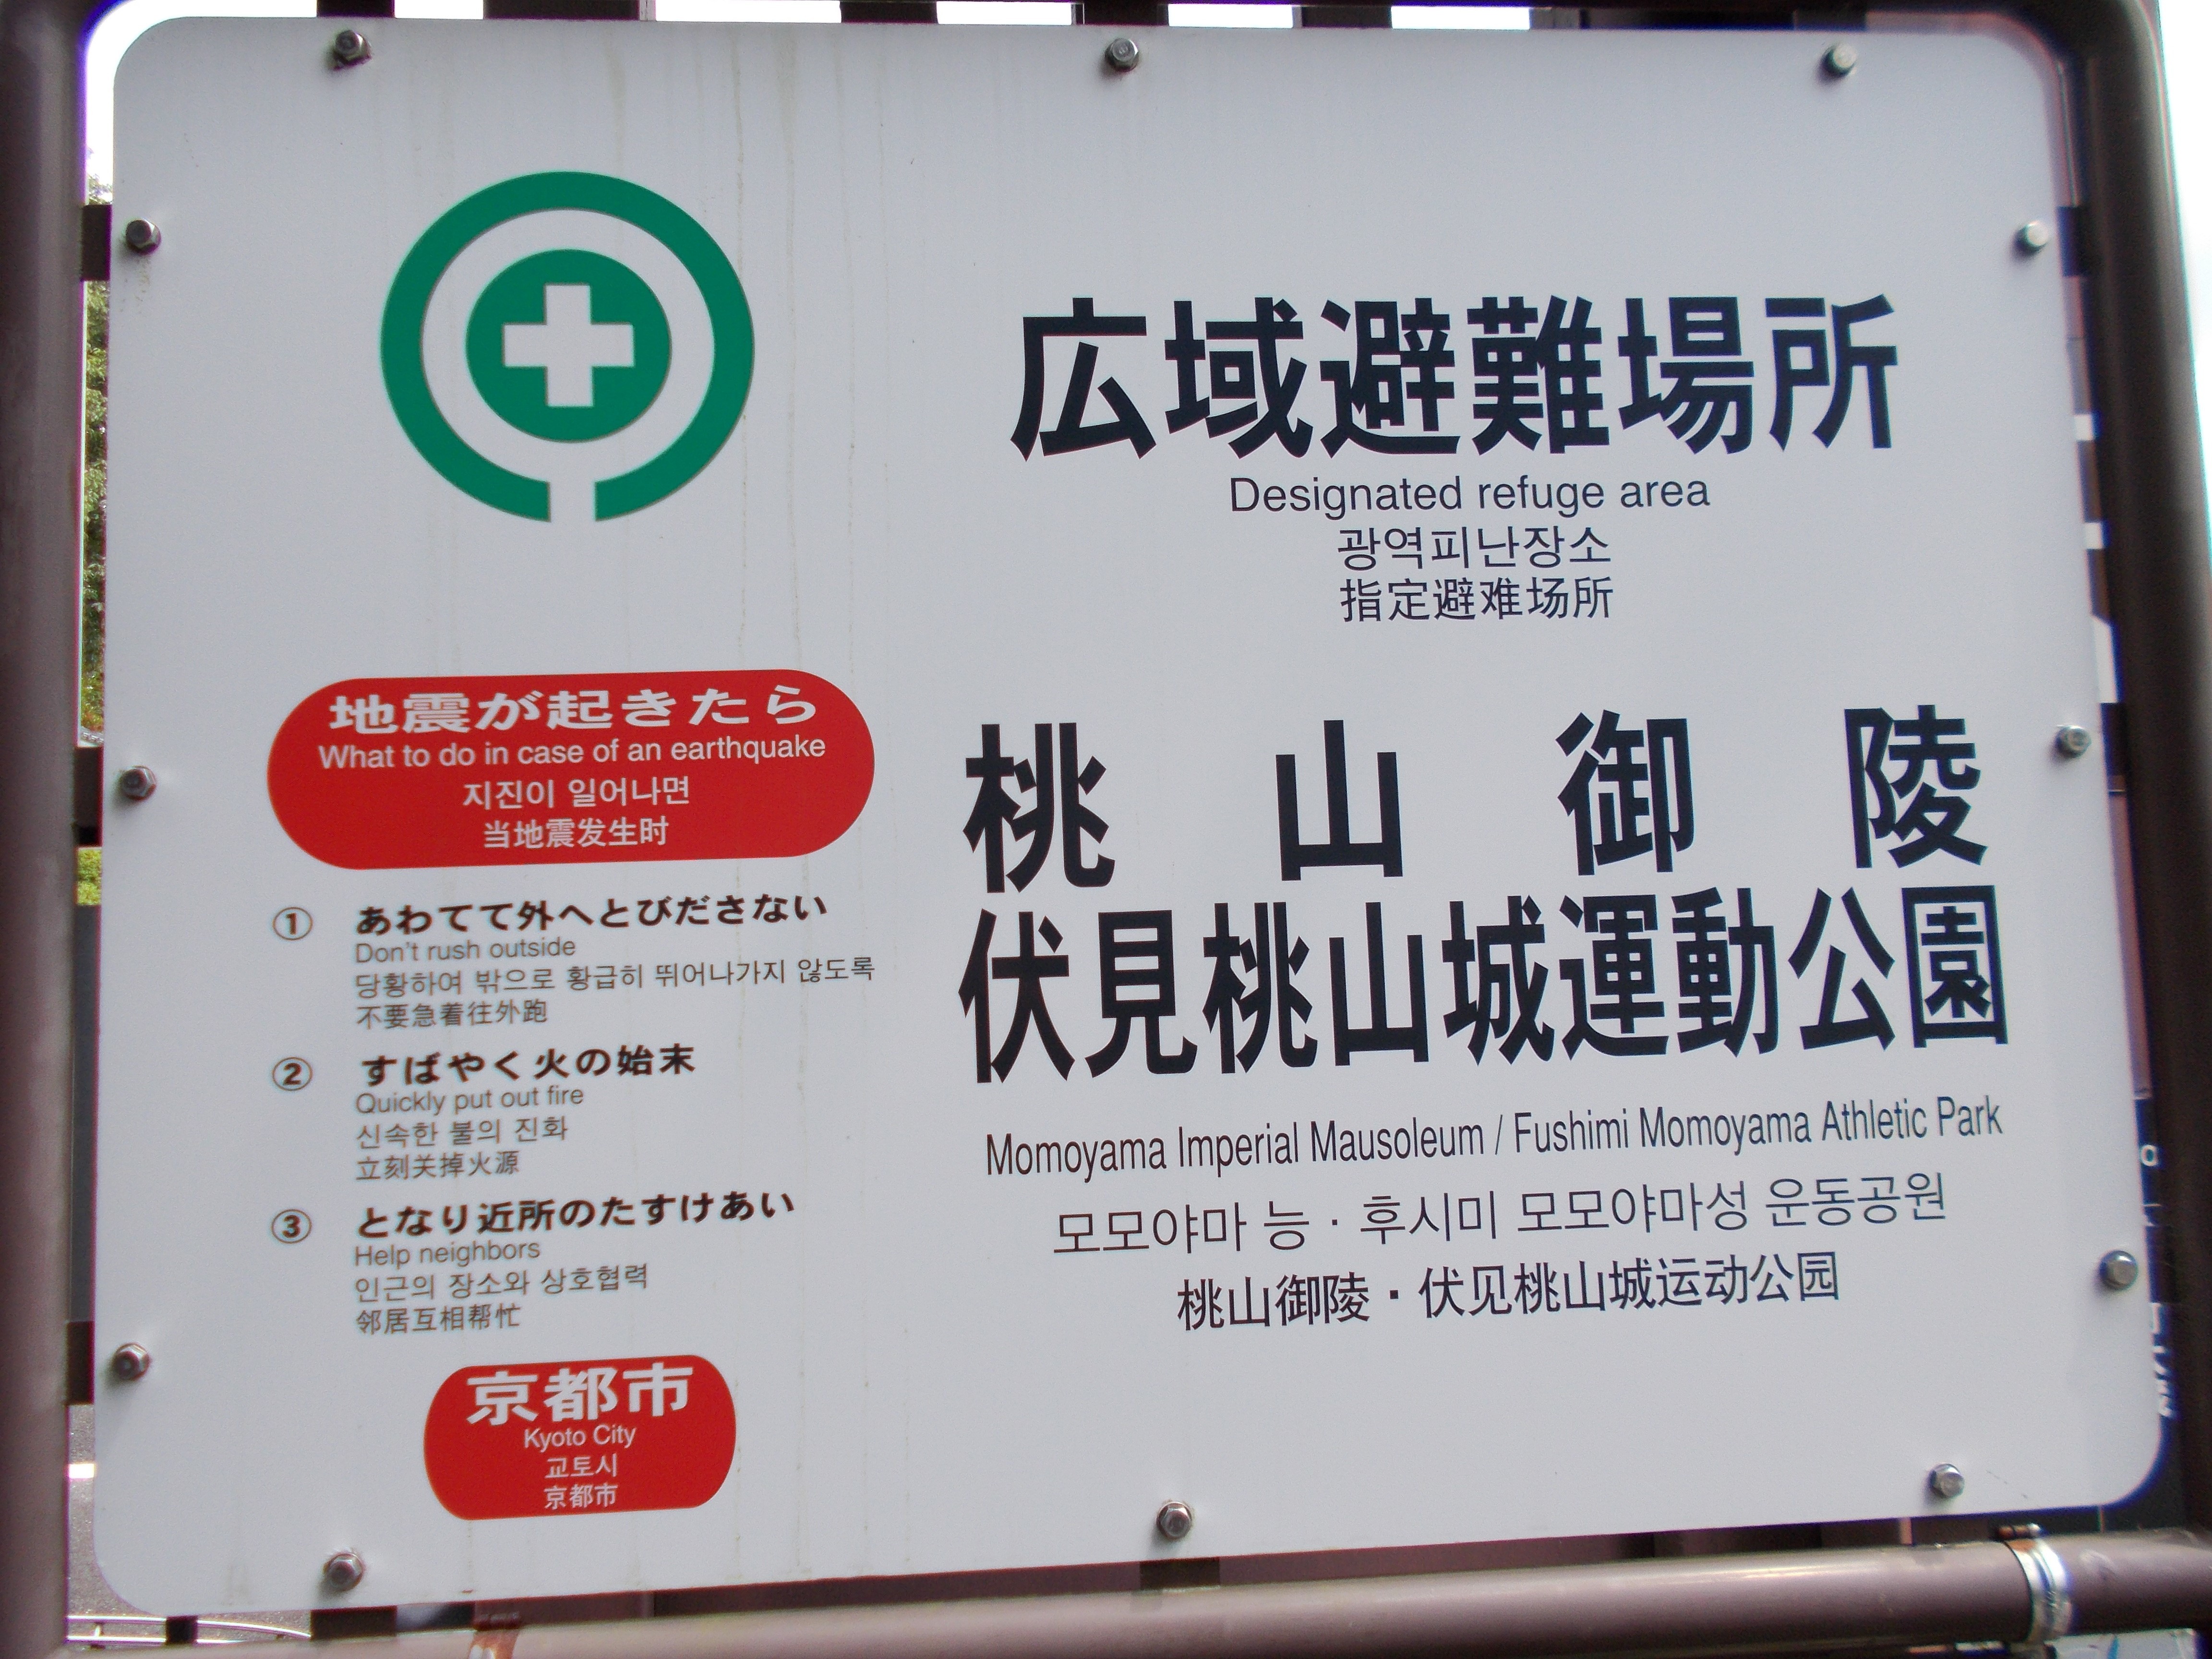 広域避難場所
Designated refuge area
광역피난장소
指定避难场所
桃山御陵
伏見桃山城運動公園
Momoyama Imperial Mausoleum / Fushimi Momoyama Athletic Park
모모야마 능 · 후시미 모모야마성 운동공원
桃山御陵・伏见桃山城运动公园
地震が起きたら
What to do in case of an earthquake
지진이 일어나면
当地震发生时
① あわてて外へとびださない
Don't rush outside
당황하여 밖으로 황급히 뛰어나가지 않도록
不要急着往外跑
② すばやく火の始末
Quickly put out fire
신속한 불의 진화
立刻关掉火源
③ となり近所のたすけあい
Help neighbors
인근의 장소와 상호협력
邻居互相帮忙
京都市
Kyoto City
교토시
京都市